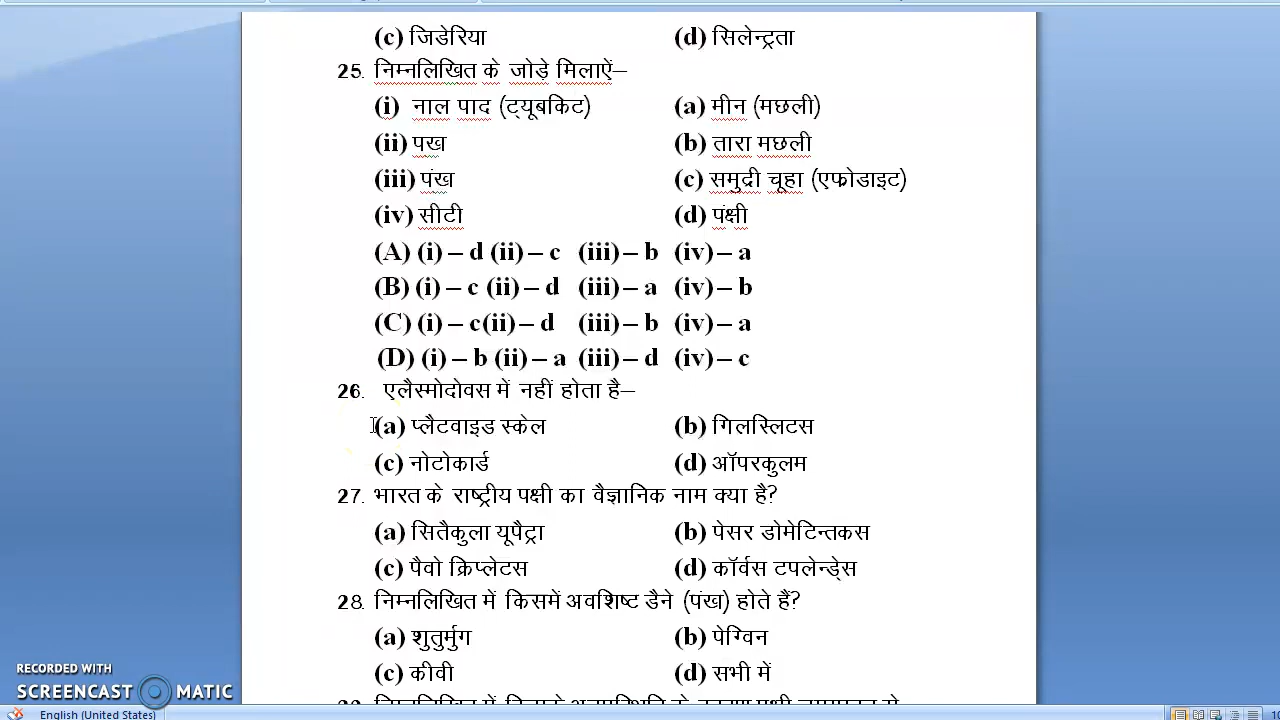 (c) जिडेरिया (d) सिलेन्ट्रता
25. निम्नलिखित के जोड़े मिलाऐं–
(i) नाल पाद (ट्यूबकिट) (a) मीन (मछली)
(ii) पख (b) तारा मछली
(iii) पंख (c) समुद्री चूहा (एफ्रोडाइट)
(iv) सीटी (d) पंक्षी
(A) (i) – d (ii) – c (iii) – b (iv) – a
(B) (i) – c (ii) – d (iii) – a (iv) – b
(C) (i) – c(ii) – d (iii) – b (iv) – a
(D) (i) – b (ii) – a (iii) – d (iv) – c
26. एलैस्मोदोवस में नहीं होता है–
(a) प्लैटवाइड स्केल (b) गिलस्लिटस
(c) नोटोकार्ड (d) ऑपरकुलम
27. भारत के राष्ट्रीय पक्षी का वैज्ञानिक नाम क्या है?
(a) सितैकुला यूपैट्रा (b) पेसर डोमेटिन्तकस
(c) पैवो क्रिप्लेटस (d) कॉर्वस टपलेन्डे्स
28. निम्नलिखित में किसमें अवशिष्ट डैने (पंख) होते हैं?
(a) शुतुर्मुग (b) पेग्विन
(c) कीवी (d) सभी में
RECORDED WITH
SCREENCAST MATIC
English (United States)